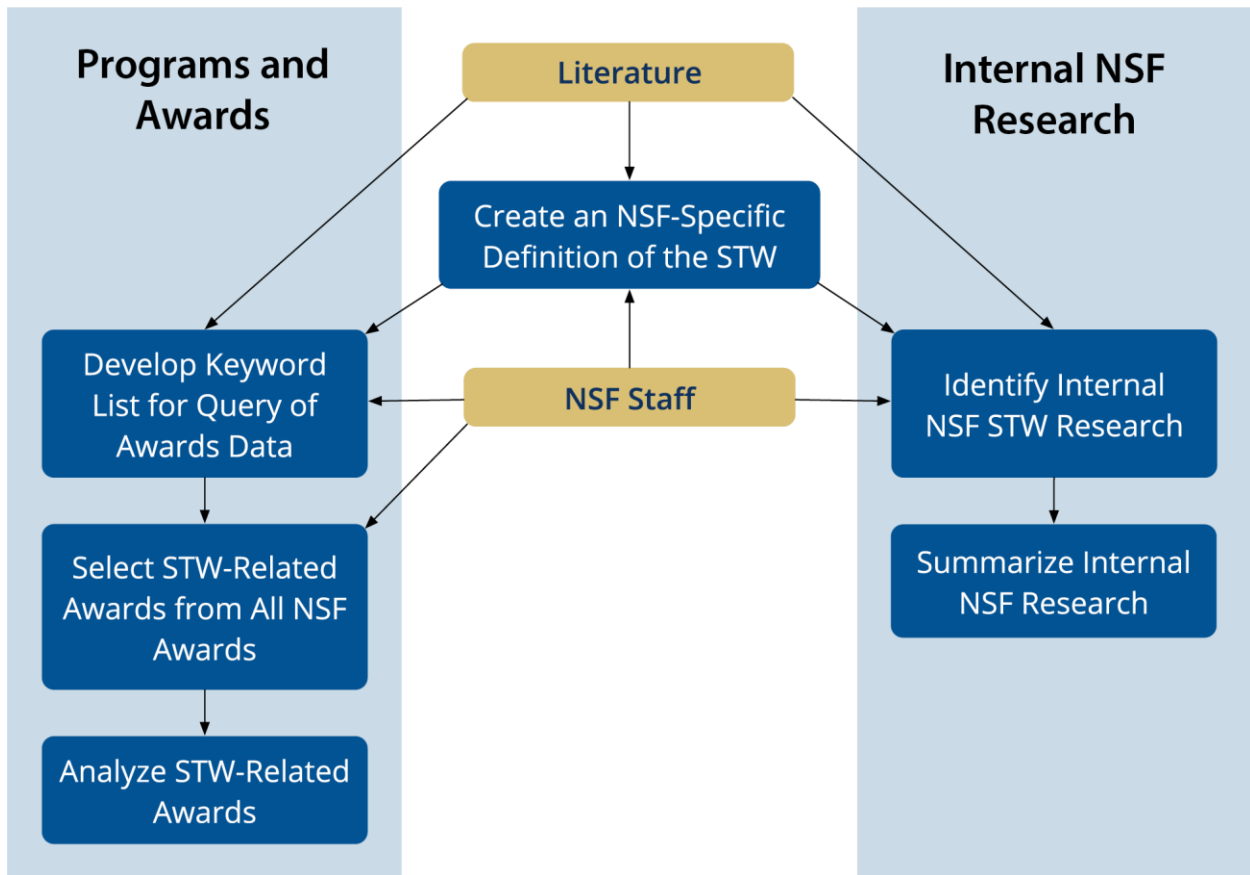 Programs and
Awards
Literature
Internal NSF
Research
Create an NSF-Specific
Definition of the STW
Develop Keyword
List for Query of
Awards Data
NSF Staff
Identify Internal
NSF STW Research
Select STW-Related
Awards from All NSF
Awards
Summarize Internal
NSF Research
Analyze STW-Related
Awards